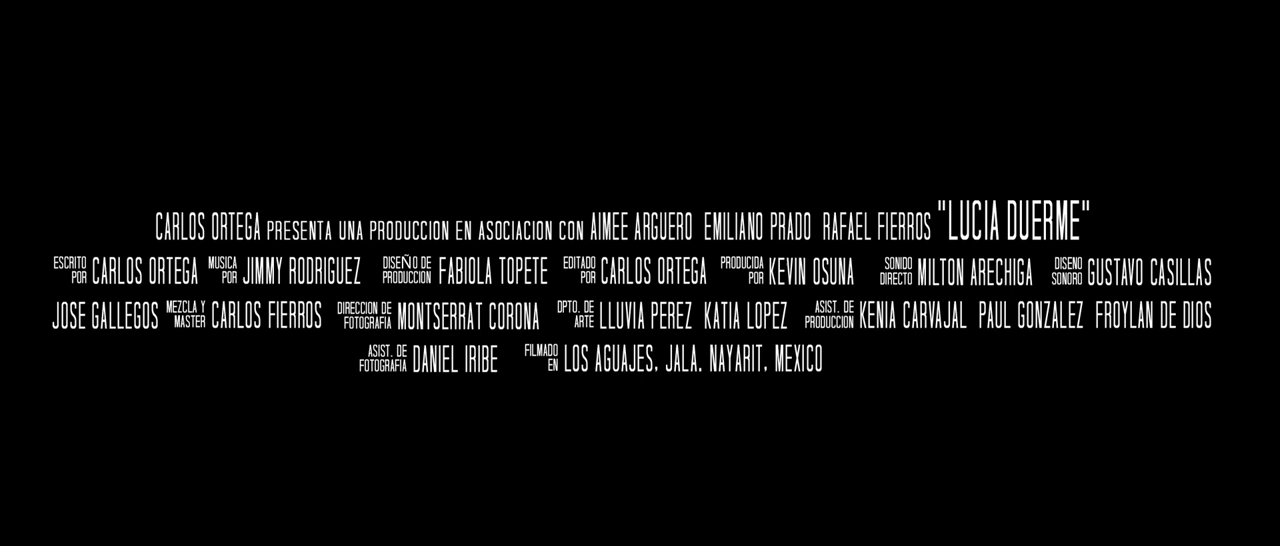 CARLOS ORTEGA PRESENTA UNA PRODUCCION EN ASOCIACION CON AIMEE ARGUERO EMILIANO PRADO RAFAEL FIERROS "LUCIA DUERME"
ESCRITO POR CARLOS ORTEGA MUSICA POR JIMMY RODRIGUEZ DISEÑO DE PRODUCCION FABIOLA TOPETE EDITADO POR CARLOS ORTEGA PRODUCIDA POR KEVIN OSUNA SONIDO DIRECTO MILTON ARECHIGA DISENO SONORO GUSTAVO CASILLAS
JOSE GALLEGOS MEZCLA Y MASTER CARLOS FIERROS DIRECCION DE FOTOGRAFIA MONTSERRAT CORONA DPTO. DE ARTE LLUVIA PEREZ KATIA LOPEZ ASIST. DE PRODUCCION KENIA CARVAJAL PAUL GONZALEZ FROYLAN DE DIOS
ASIST. DE FOTOGRAFIA DANIEL IRIBE FILMADO EN LOS AGUAJES, JALA. NAYARIT, MEXICO